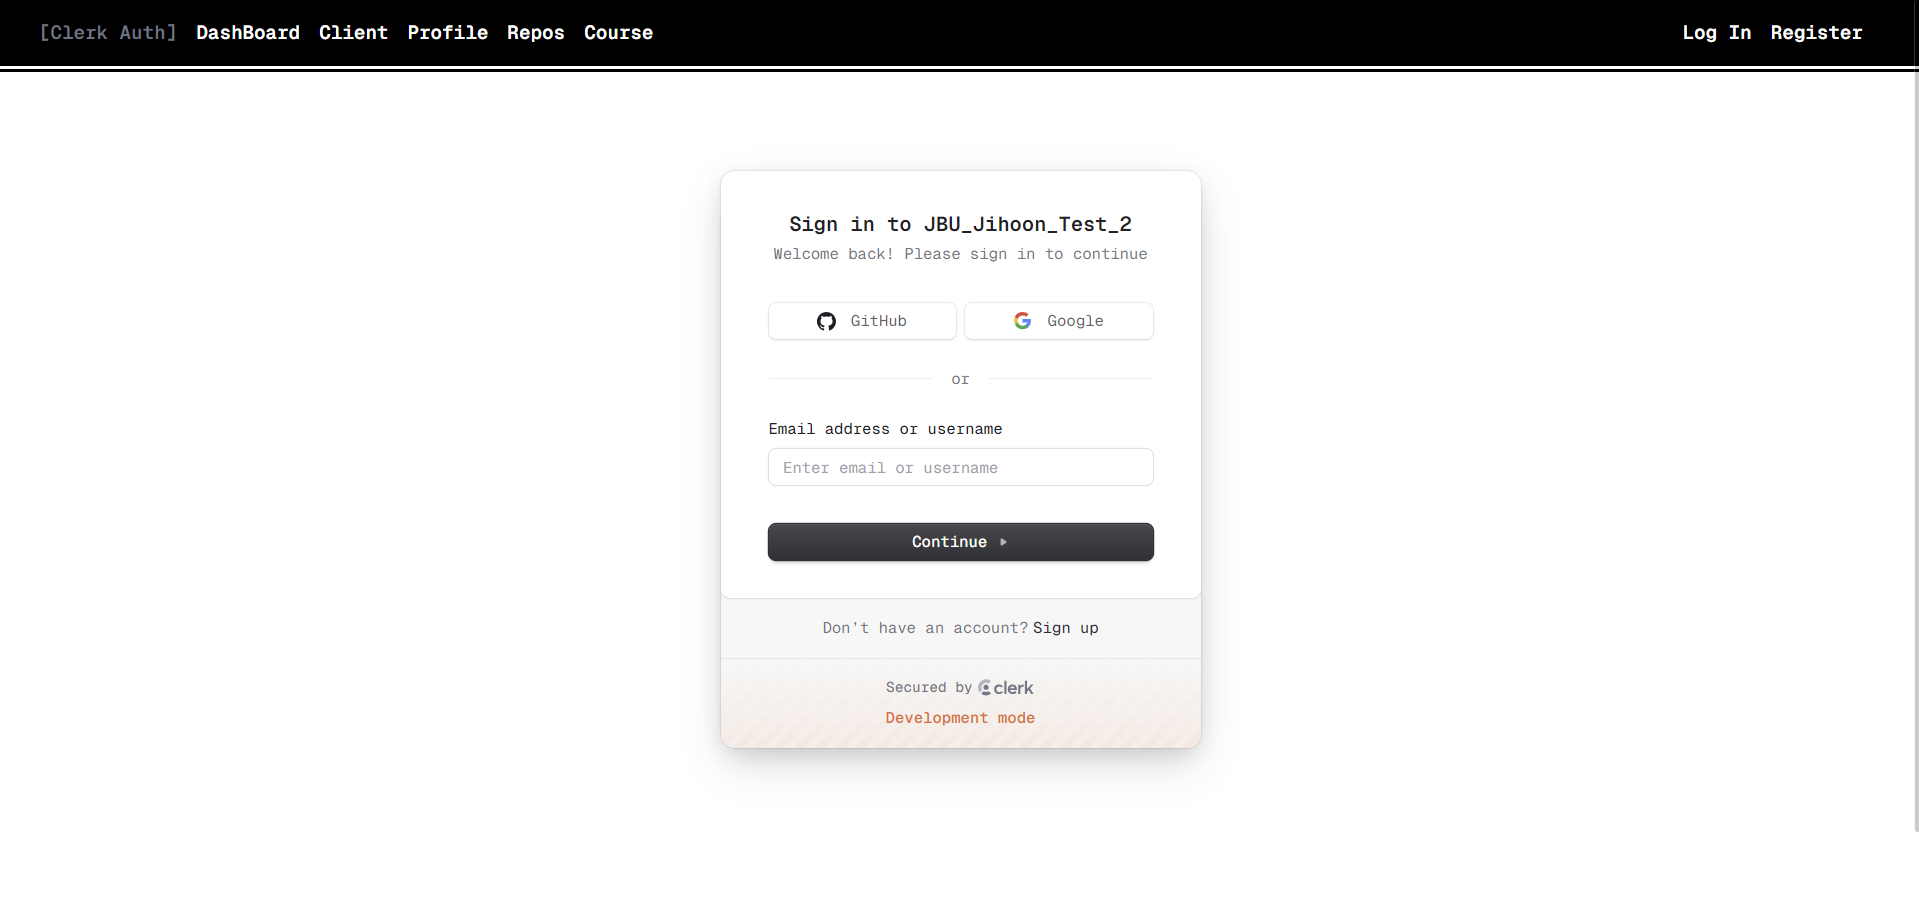 [Clerk Auth] DashBoard Client Profile Repos Course Log In Register
Sign in to JBU_Jihoon_Test_2
Welcome back! Please sign in to continue
GitHub Google
or
Email address or username
Enter email or username
Continue
Don't have an account? Sign up
Secured by clerk
Development mode